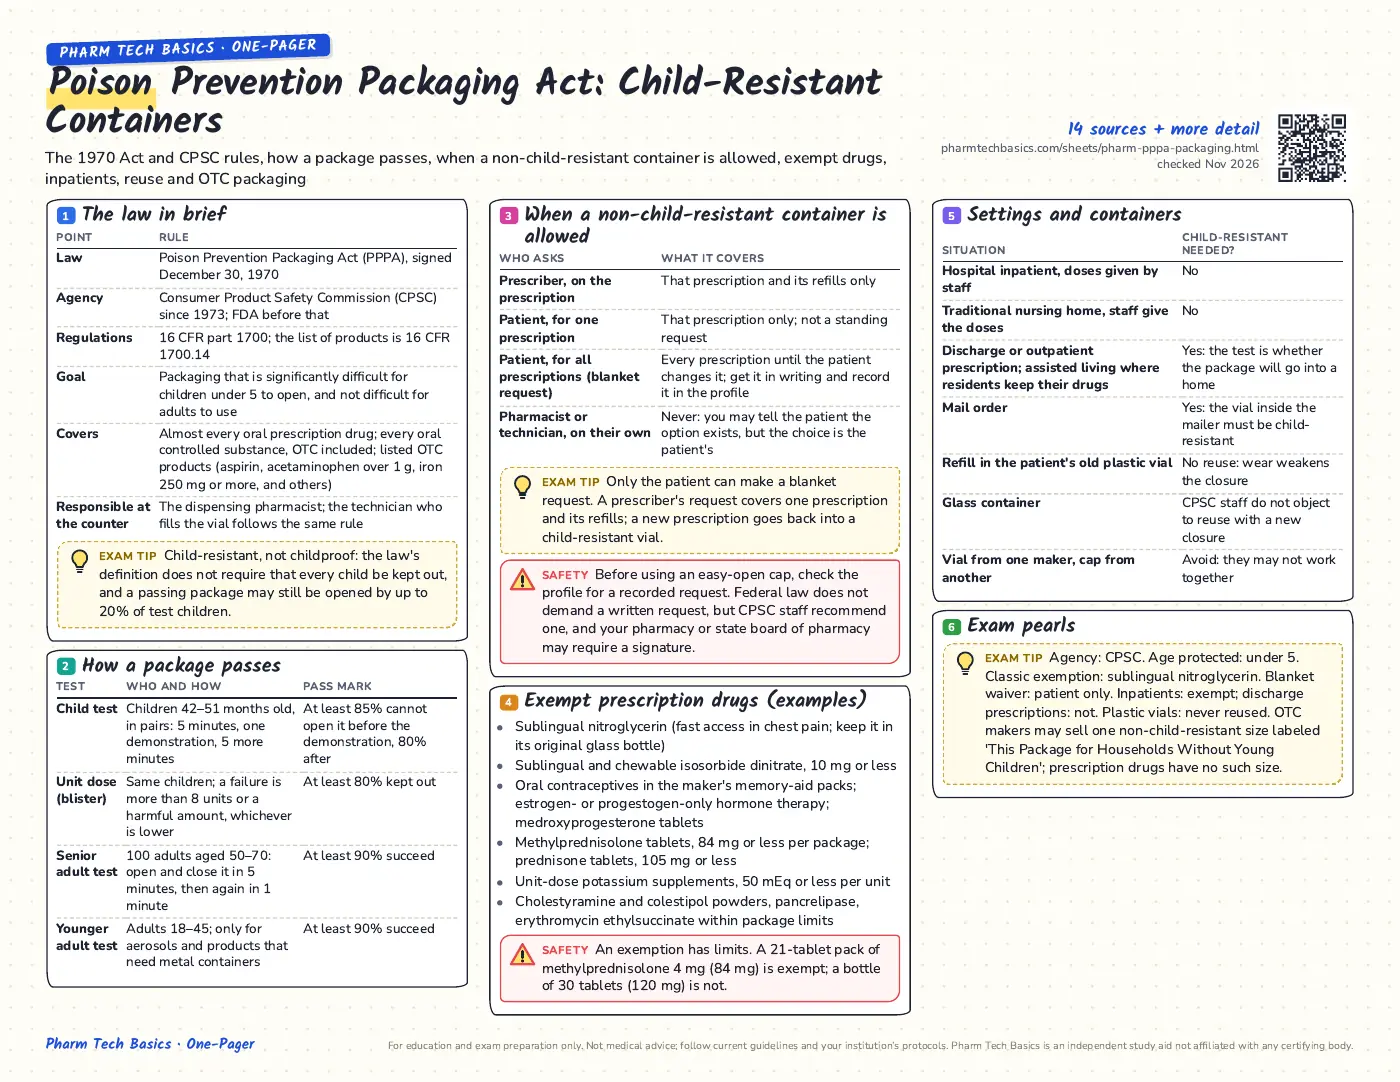 PHARM TECH BASICS · ONE-PAGER
Poison Prevention Packaging Act: Child-Resistant
Containers
The 1970 Act and CPSC rules, how a package passes, when a non-child-resistant container is allowed, exempt drugs,
inpatients, reuse and OTC packaging
14 sources + more detail
pharmtechbasics.com/sheets/pharm-pppa-packaging.html
checked Nov 2026
1 The law in brief
POINT RULE
Law Poison Prevention Packaging Act (PPPA), signed
December 30, 1970
Agency Consumer Product Safety Commission (CPSC)
since 1973; FDA before that
Regulations 16 CFR part 1700; the list of products is 16 CFR
1700.14
Goal Packaging that is significantly difficult for
children under 5 to open, and not difficult for
adults to use
Covers Almost every oral prescription drug; every oral
controlled substance, OTC included; listed OTC
products (aspirin, acetaminophen over 1 g, iron
250 mg or more, and others)
Responsible at The dispensing pharmacist; the technician who
the counter fills the vial follows the same rule
EXAM TIP Child-resistant, not childproof: the law's
definition does not require that every child be kept out,
and a passing package may still be opened by up to
20% of test children.
2 How a package passes
TEST WHO AND HOW PASS MARK
Child test Children 42–51 months old, At least 85% cannot
in pairs: 5 minutes, one open it before the
demonstration, 5 more demonstration, 80%
minutes after
Unit dose Same children; a failure is At least 80% kept out
(blister) more than 8 units or a
harmful amount, whichever
is lower
Senior 100 adults aged 50–70: At least 90% succeed
adult test open and close it in 5
minutes, then again in 1
minute
Younger Adults 18–45; only for At least 90% succeed
adult test aerosols and products that
need metal containers
3 When a non-child-resistant container is
allowed
WHO ASKS WHAT IT COVERS
Prescriber, on the That prescription and its refills only
prescription
Patient, for one That prescription only; not a standing
prescription request
Patient, for all Every prescription until the patient
prescriptions (blanket changes it; get it in writing and record
request) it in the profile
Pharmacist or Never: you may tell the patient the
technician, on their own option exists, but the choice is the
patient's
EXAM TIP Only the patient can make a blanket
request. A prescriber's request covers one prescription
and its refills; a new prescription goes back into a
child-resistant vial.
SAFETY Before using an easy-open cap, check the
profile for a recorded request. Federal law does not
demand a written request, but CPSC staff recommend
one, and your pharmacy or state board of pharmacy
may require a signature.
4 Exempt prescription drugs (examples)
• Sublingual nitroglycerin (fast access in chest pain; keep it in
its original glass bottle)
• Sublingual and chewable isosorbide dinitrate, 10 mg or less
• Oral contraceptives in the maker's memory-aid packs;
estrogen- or progestogen-only hormone therapy;
medroxyprogesterone tablets
• Methylprednisolone tablets, 84 mg or less per package;
prednisone tablets, 105 mg or less
• Unit-dose potassium supplements, 50 mEq or less per unit
• Cholestyramine and colestipol powders, pancrelipase,
erythromycin ethylsuccinate within package limits
SAFETY An exemption has limits. A 21-tablet pack of
methylprednisolone 4 mg (84 mg) is exempt; a bottle
of 30 tablets (120 mg) is not.
5 Settings and containers
SITUATION CHILD-RESISTANT
NEEDED?
Hospital inpatient, doses given by No
staff
Traditional nursing home, staff give No
the doses
Discharge or outpatient Yes: the test is whether
prescription; assisted living where the package will go into a
residents keep their drugs home
Mail order Yes: the vial inside the
mailer must be child-
resistant
Refill in the patient's old plastic vial No reuse: wear weakens
the closure
Glass container CPSC staff do not object
to reuse with a new
closure
Vial from one maker, cap from Avoid: they may not work
another together
6 Exam pearls
EXAM TIP Agency: CPSC. Age protected: under 5.
Classic exemption: sublingual nitroglycerin. Blanket
waiver: patient only. Inpatients: exempt; discharge
prescriptions: not. Plastic vials: never reused. OTC
makers may sell one non-child-resistant size labeled
'This Package for Households Without Young
Children'; prescription drugs have no such size.
Pharm Tech Basics · One-Pager
For education and exam preparation only. Not medical advice; follow current guidelines and your institution's protocols. Pharm Tech Basics is an independent study aid not affiliated with any certifying body.